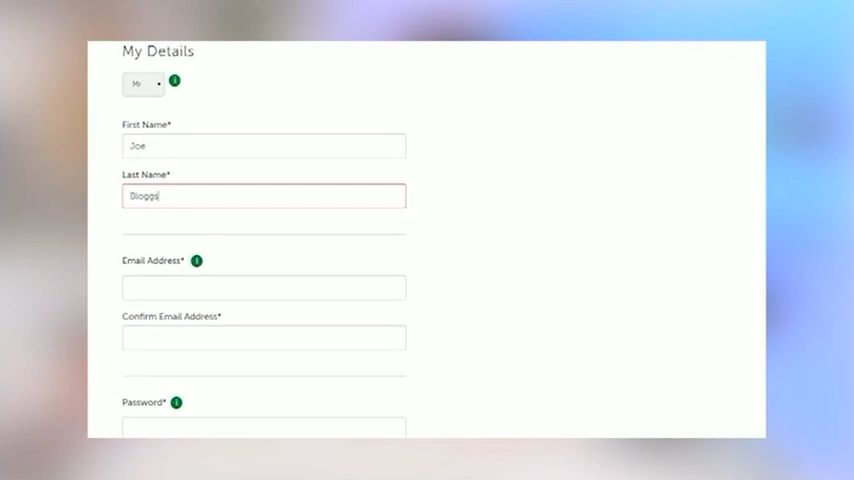 My Details
Mr
First Name*
Joe
Last Name*
Bloggs
Email Address*
Confirm Email Address*
Password*